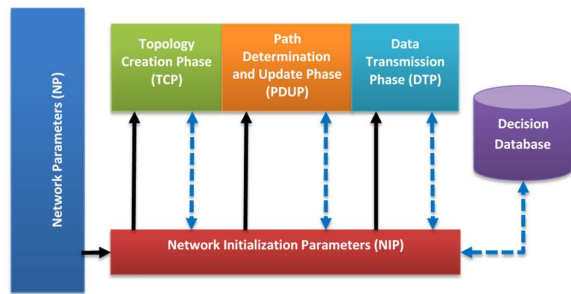 Network Parameters (NP)
Topology
Creation Phase
(TCP)
Path
Determination
and Update Phase
(PDUP)
Data
Transmission
Phase (DTP)
Decision
Database
Network Initialization Parameters (NIP)